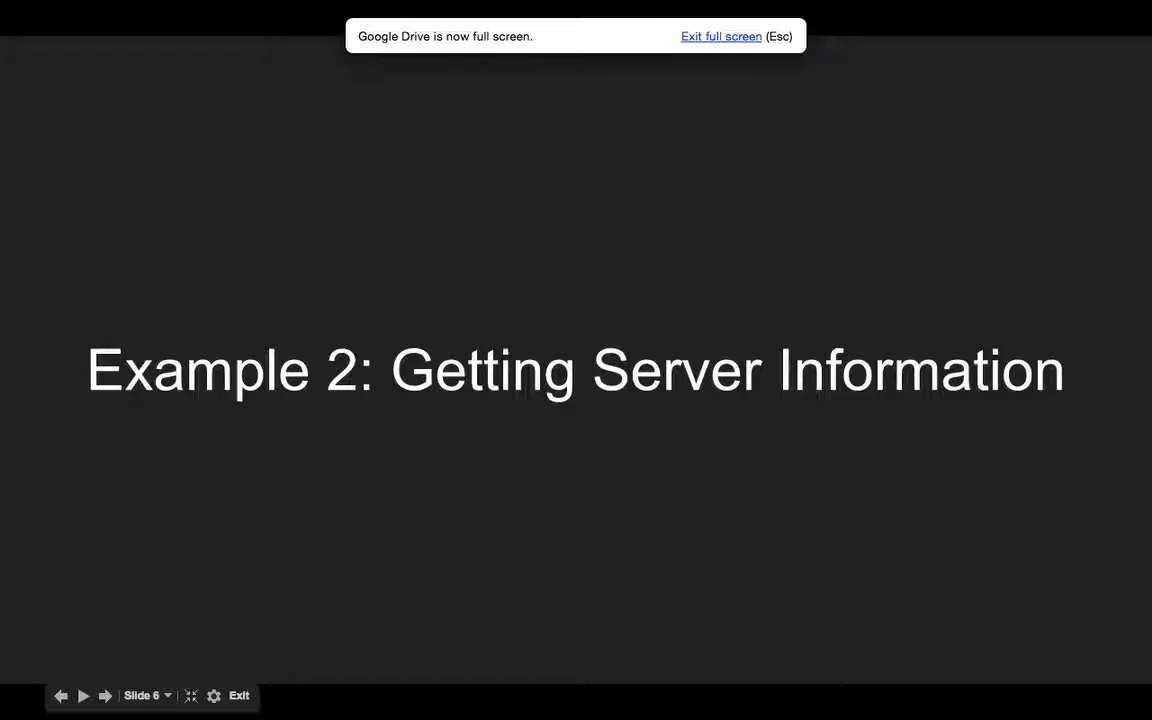 Google Drive is now full screen. Exit full screen (Esc)
Example 2: Getting Server Information
Slide 6 Exit